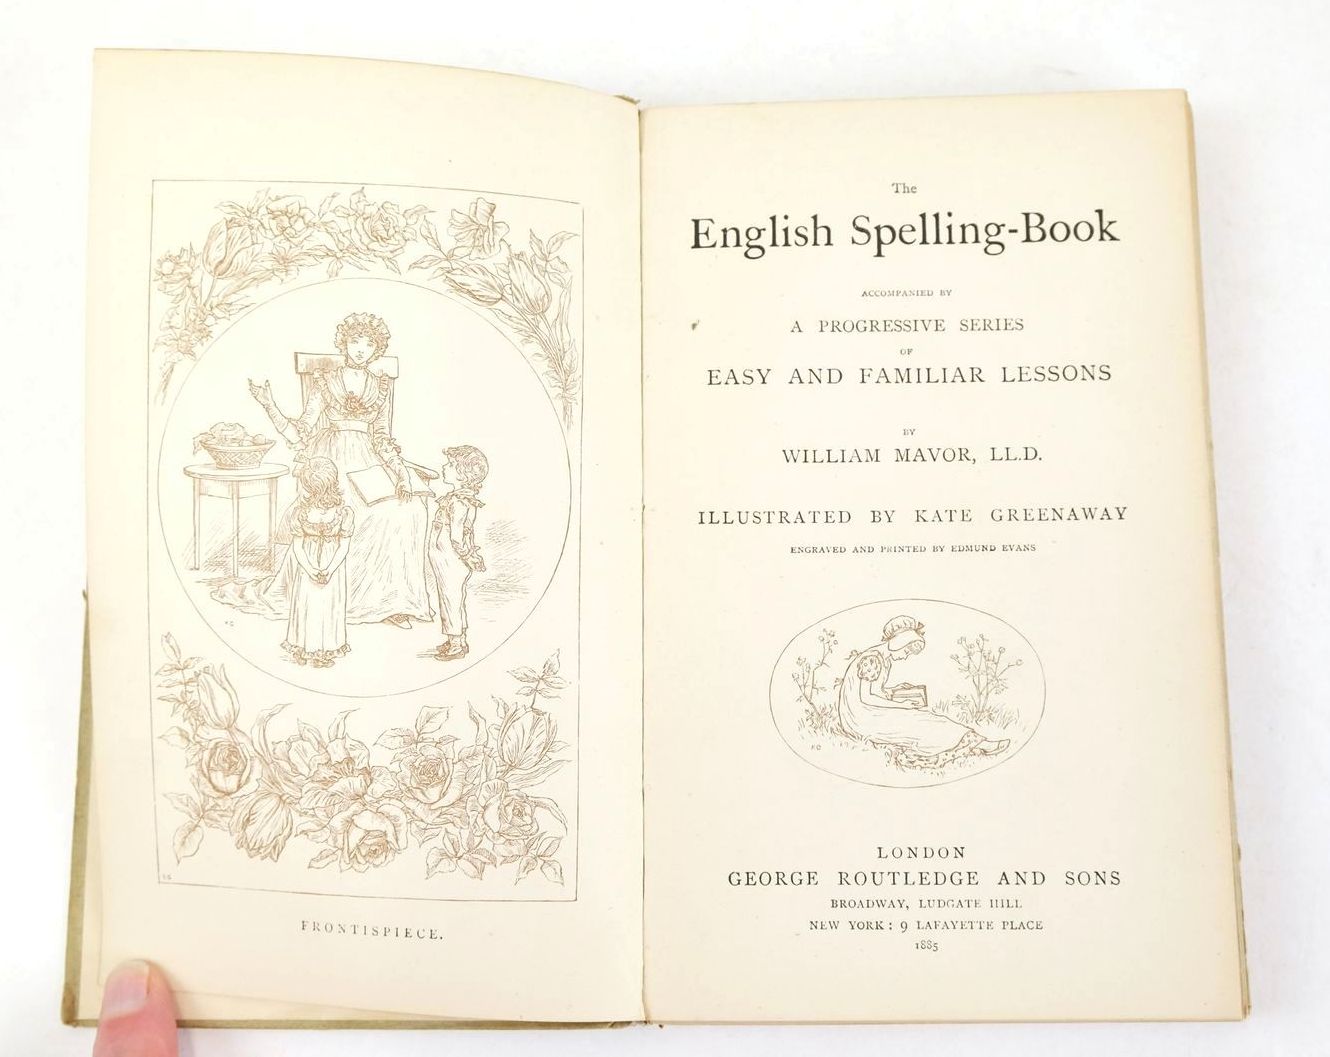 FRONTISPIECE.
The
English Spelling-Book
ACCOMPANIED BY
A PROGRESSIVE SERIES
OF
EASY AND FAMILIAR LESSONS
BY
WILLIAM MAVOR, LL.D.
ILLUSTRATED BY KATE GREENAWAY
ENGRAVED AND PRINTED BY EDMUND EVANS
KG
LONDON
GEORGE ROUTLEDGE AND SONS
BROADWAY, LUDGATE HILL
NEW YORK: 9 LAFAYETTE PLACE
1885